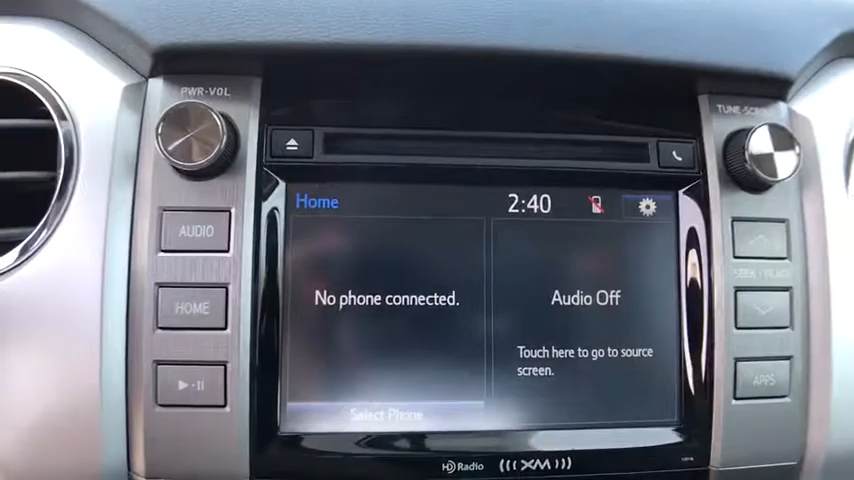 PWR·VOL
TUNE·SCROLL
Home
2:40
AUDIO
SEEK / TRACK
HOME
No phone connected.
Audio Off
Touch here to go to source
screen.
APPS
Select Phone
HD Radio
((( XM )))